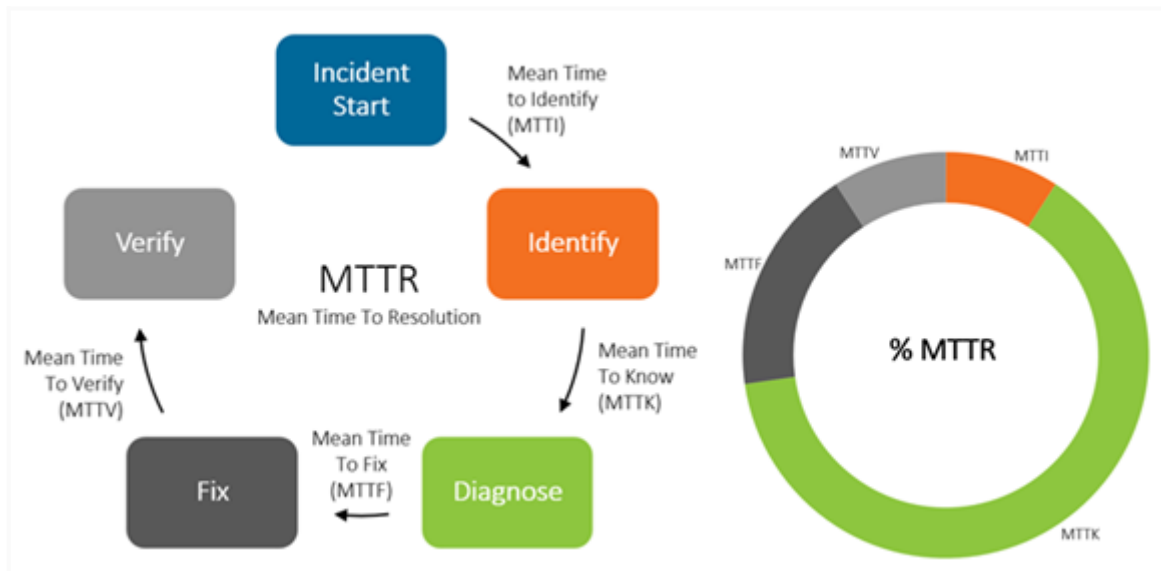 Incident
Start
Mean Time
to Identify
(MTTI)
Identify
Mean Time
To Know
(MTTK)
Diagnose
Mean Time
To Fix
(MTTF)
Fix
Mean Time
To Verify
(MTTV)
Verify
MTTR
Mean Time To Resolution
MTTV
MTTI
MTTF
% MTTR
MTTK